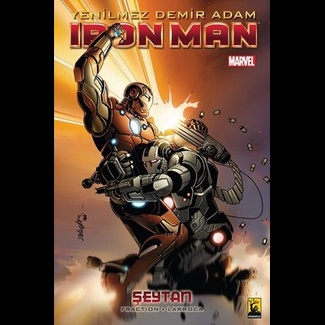 YENİLMEZ DEMİR ADAM
IRON MAN
MARVEL
ŞEYTAN
FRACTION • LARROCA